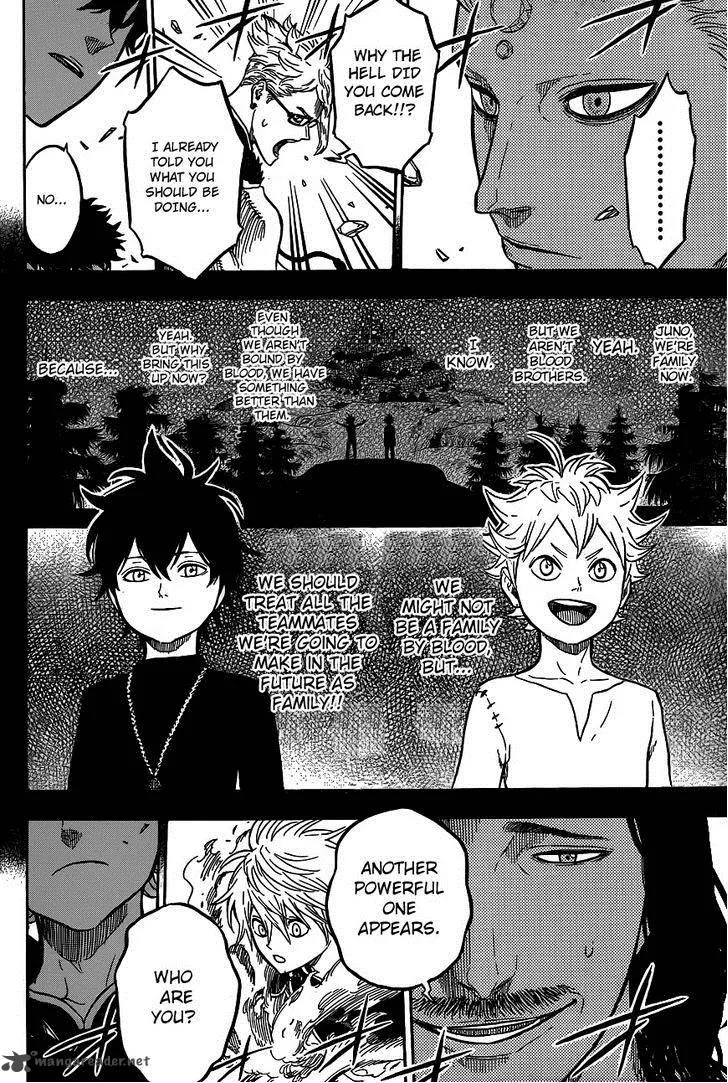 ..........
WHY THE
HELL DID
YOU COME
BACK!!?
I ALREADY
TOLD YOU
WHAT YOU
SHOULD BE
DOING...
NO...
JUNO,
WE'RE
FAMILY
NOW.
YEAH.
BUT WE
AREN'T
BLOOD
BROTHERS.
I
KNOW.
EVEN
THOUGH
WE AREN'T
BOUND BY
BLOOD, WE HAVE
SOMETHING
BETTER THAN
THEM.
YEAH.
BUT WHY
BRING THIS
UP NOW?
BECAUSE...
WE
MIGHT NOT
BE A FAMILY
BY BLOOD,
BUT...
WE SHOULD
TREAT ALL THE
TEAMMATES
WE'RE GOING TO
MAKE IN THE
FUTURE AS
FAMILY!!
ANOTHER
POWERFUL
ONE
APPEARS.
WHO
ARE
YOU?
mangareader.net